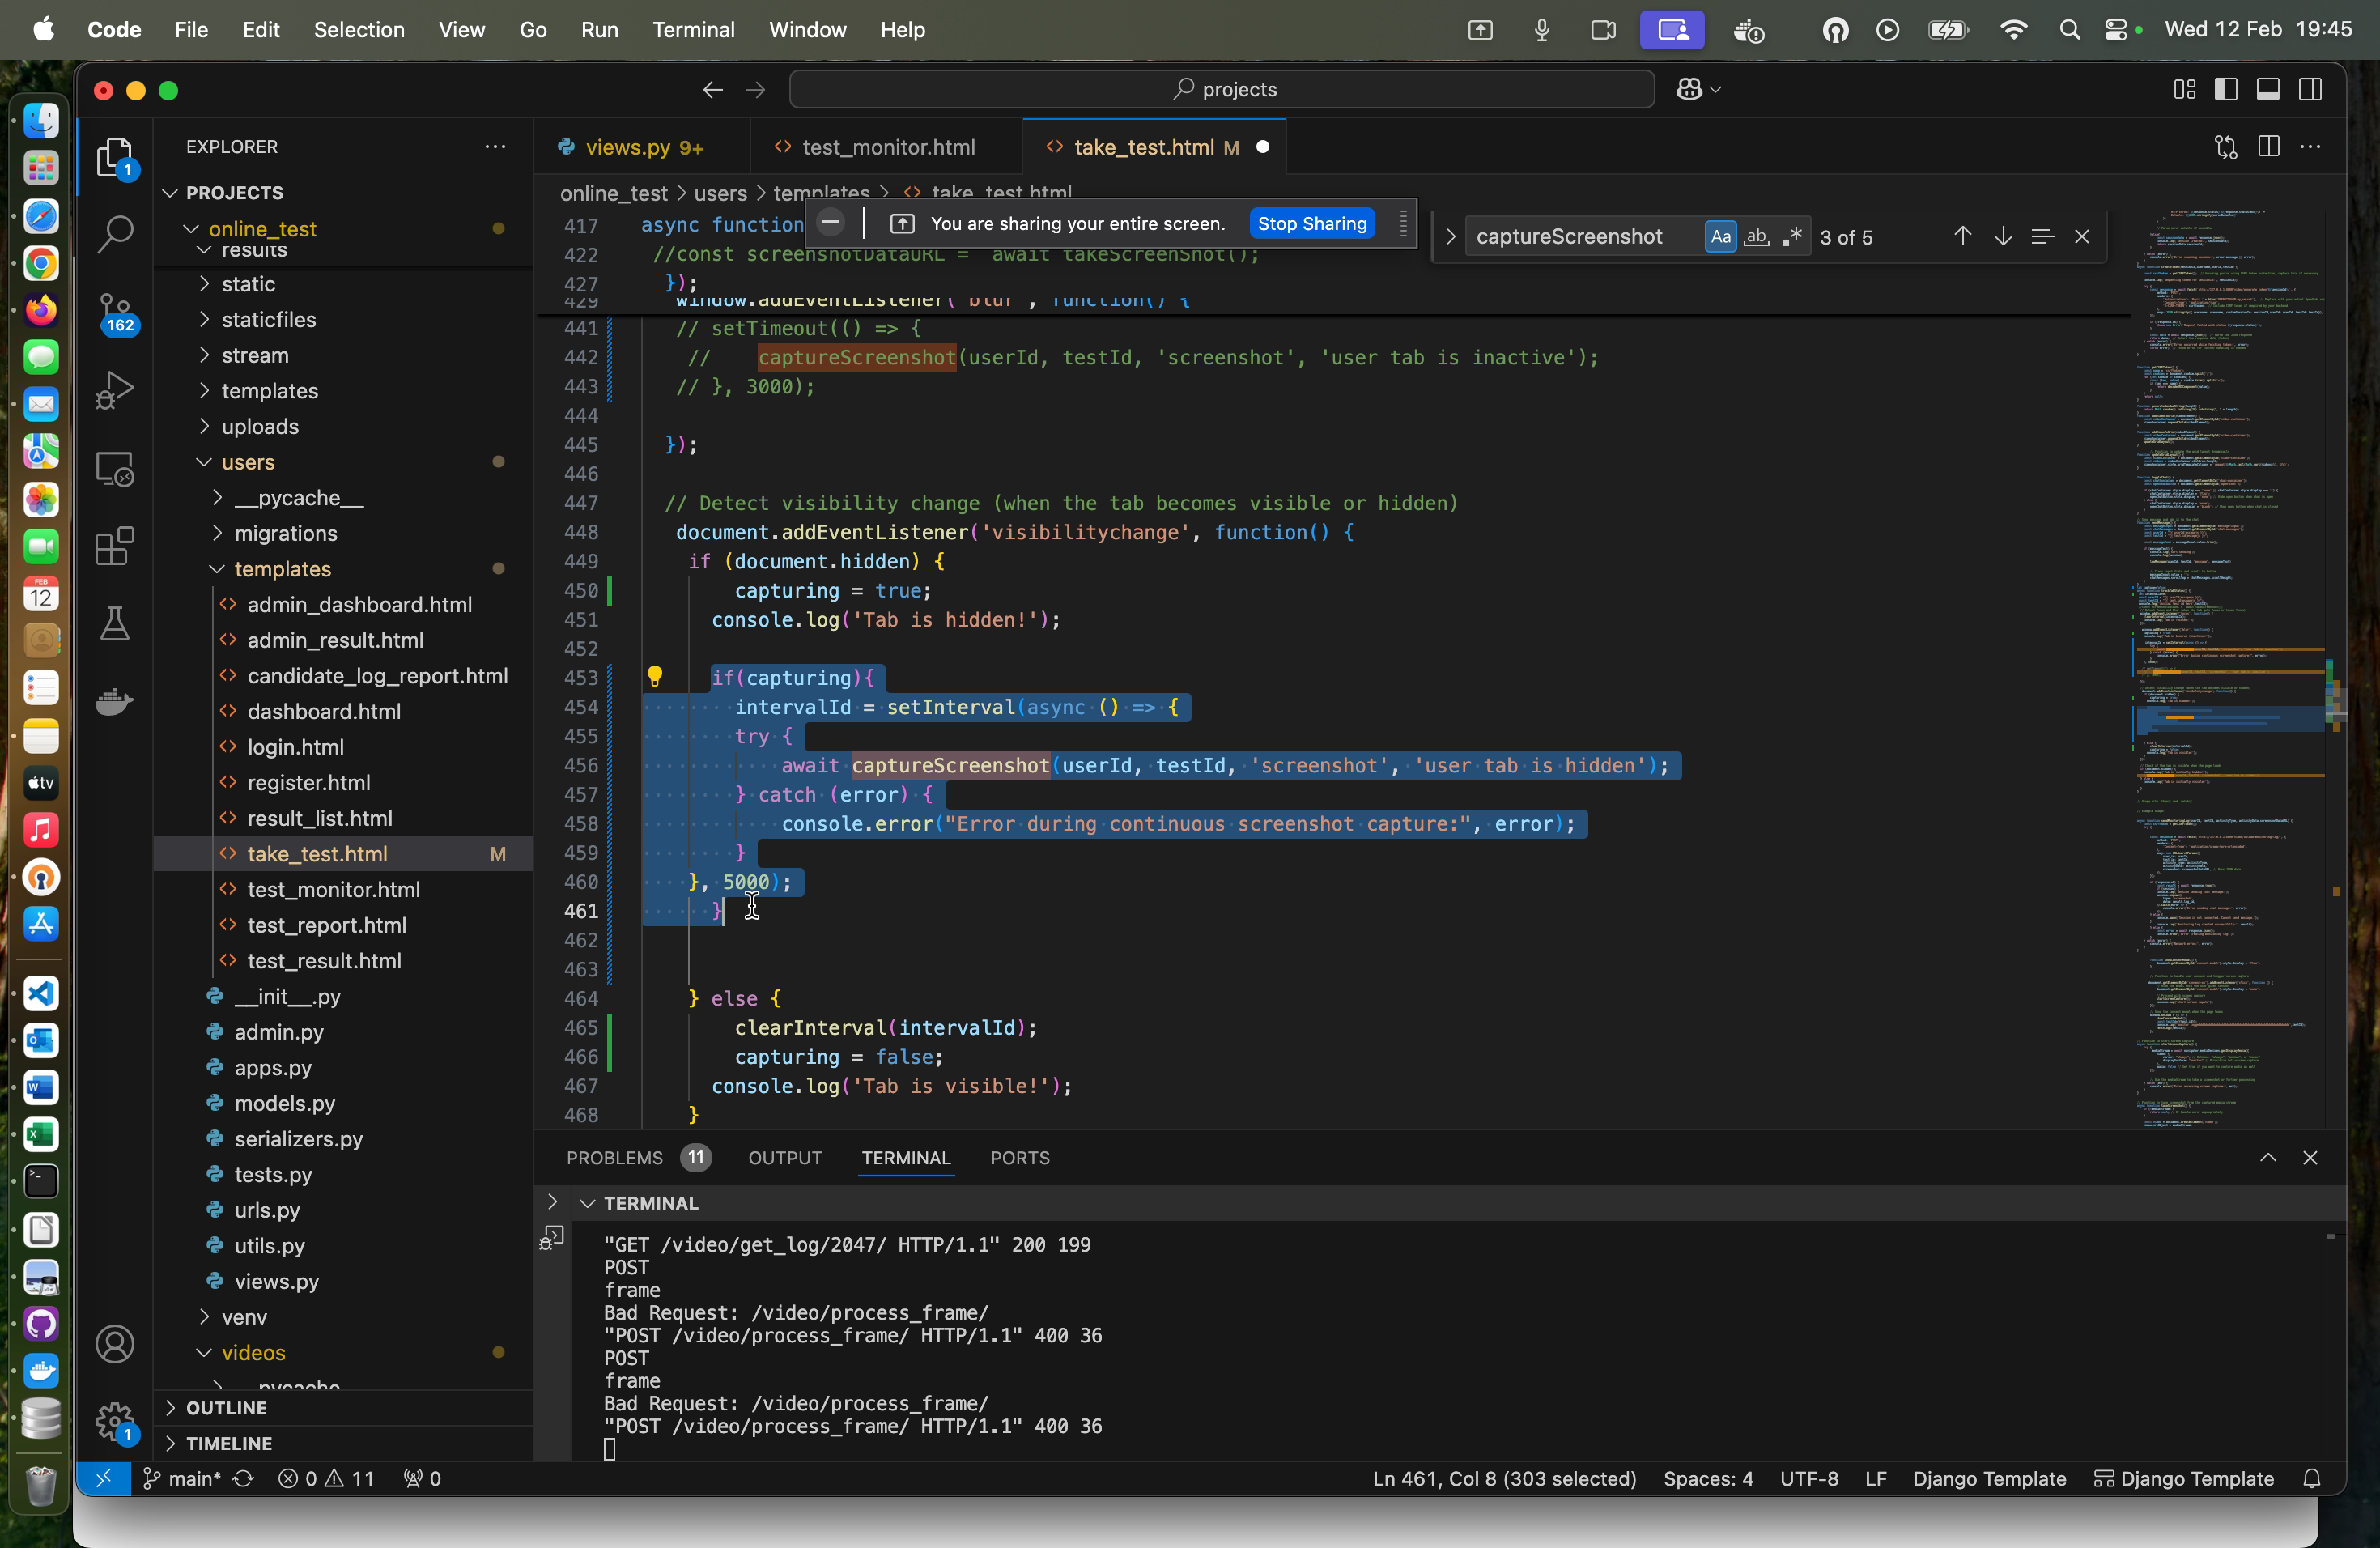 Code File Edit Selection View Go Run Terminal Window Help Wed 12 Feb 19:45
projects
EXPLORER
PROJECTS
online_test
results
static
staticfiles
stream
templates
uploads
users
__pycache__
migrations
templates
admin_dashboard.html
admin_result.html
candidate_log_report.html
dashboard.html
login.html
register.html
result_list.html
take_test.html M
test_monitor.html
test_report.html
test_result.html
__init__.py
admin.py
apps.py
models.py
serializers.py
tests.py
urls.py
utils.py
views.py
venv
videos
OUTLINE
TIMELINE
1
162
1
FEB
12
tv
views.py 9+ test_monitor.html take_test.html M
online_test > users > templates > take_test.html
You are sharing your entire screen. Stop Sharing
captureScreenshot Aa ab 3 of 5
417 async function
422 //const screenshotDataURL = await takeScreenShot();
427 });
429 window.addEventListener('blur', function() {
441 // setTimeout(() => {
442 // captureScreenshot(userId, testId, 'screenshot', 'user tab is inactive');
443 // }, 3000);
444
445 });
446
447 // Detect visibility change (when the tab becomes visible or hidden)
448 document.addEventListener('visibilitychange', function() {
449 if (document.hidden) {
450 capturing = true;
451 console.log('Tab is hidden!');
452
453 if(capturing){
454 intervalId = setInterval(async () => {
455 try {
456 await captureScreenshot(userId, testId, 'screenshot', 'user tab is hidden');
457 } catch (error) {
458 console.error("Error during continuous screenshot capture:", error);
459 }
460 }, 5000);
461 }
462
463
464 } else {
465 clearInterval(intervalId);
466 capturing = false;
467 console.log('Tab is visible!');
468 }
PROBLEMS 11 OUTPUT TERMINAL PORTS
TERMINAL
"GET /video/get_log/2047/ HTTP/1.1" 200 199
POST
frame
Bad Request: /video/process_frame/
"POST /video/process_frame/ HTTP/1.1" 400 36
POST
frame
Bad Request: /video/process_frame/
"POST /video/process_frame/ HTTP/1.1" 400 36
main* 0 11 0 Ln 461, Col 8 (303 selected) Spaces: 4 UTF-8 LF Django Template Django Template